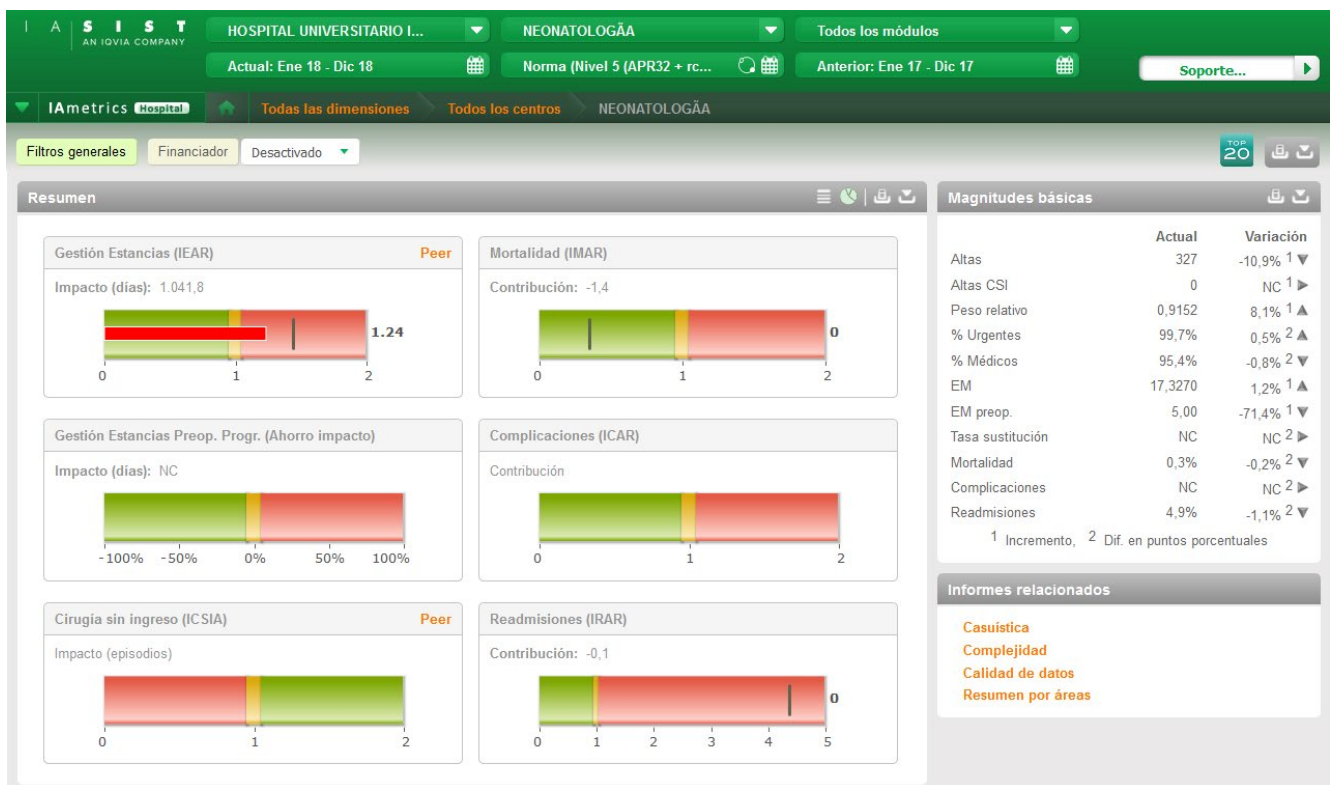 I A S I S T
AN IQVIA COMPANY
HOSPITAL UNIVERSITARIO I...
NEONATOLOGÃA
Todos los módulos
Actual: Ene 18 - Dic 18
Norma (Nivel 5 (APR32 + rc...
Anterior: Ene 17 - Dic 17
Soporte...
IAmetrics Hospital
Todas las dimensiones
Todos los centros
NEONATOLOGÃA
Filtros generales
Financiador
Desactivado
TOP
20
Resumen
Gestión Estancias (IEAR) Peer
Impacto (días): 1.041,8
1.24
0 1 2
Mortalidad (IMAR)
Contribución: -1,4
0
0 1 2
Gestión Estancias Preop. Progr. (Ahorro impacto)
Impacto (días): NC
-100% -50% 0% 50% 100%
Complicaciones (ICAR)
Contribución
0 1 2
Cirugía sin ingreso (ICSIA) Peer
Impacto (episodios)
0 1 2
Readmisiones (IRAR)
Contribución: -0,1
0
0 1 2 3 4 5
Magnitudes básicas
Actual Variación
Altas 327 -10,9% 1
Altas CSI 0 NC 1
Peso relativo 0,9152 8,1% 1
% Urgentes 99,7% 0,5% 2
% Médicos 95,4% -0,8% 2
EM 17,3270 1,2% 1
EM preop. 5,00 -71,4% 1
Tasa sustitución NC NC 2
Mortalidad 0,3% -0,2% 2
Complicaciones NC NC 2
Readmisiones 4,9% -1,1% 2
1 Incremento, 2 Dif. en puntos porcentuales
Informes relacionados
Casuística
Complejidad
Calidad de datos
Resumen por áreas